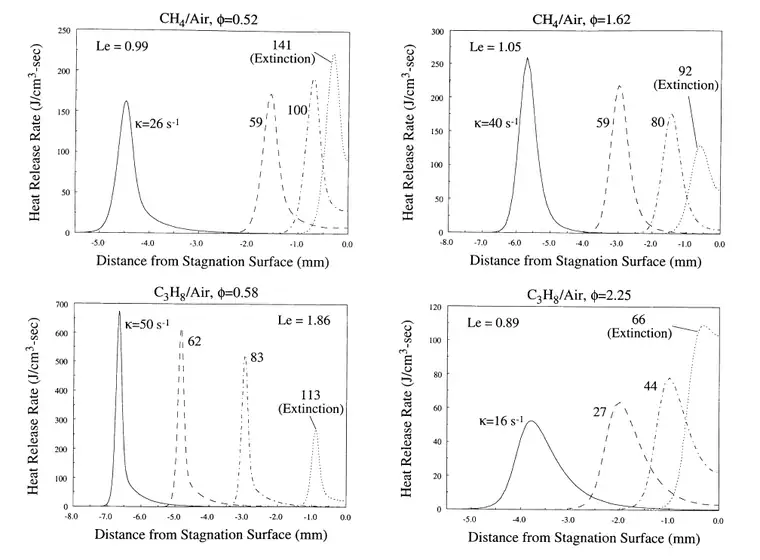 CH4/Air, ϕ=0.52
Heat Release Rate (J/cm3-sec)
250
200
150
100
50
0
Le = 0.99
141
(Extinction)
100
59
κ=26 s-1
-5.0 -4.0 -3.0 -2.0 -1.0 0.0
Distance from Stagnation Surface (mm)
CH4/Air, ϕ=1.62
Heat Release Rate (J/cm3-sec)
300
250
200
150
100
50
0
Le = 1.05
92
(Extinction)
κ=40 s-1
59
80
-8.0 -7.0 -6.0 -5.0 -4.0 -3.0 -2.0 -1.0 0.0
Distance from Stagnation Surface (mm)
C3H8/Air, ϕ=0.58
Heat Release Rate (J/cm3-sec)
700
600
500
400
300
200
100
0
κ=50 s-1
Le = 1.86
62
83
113
(Extinction)
-8.0 -7.0 -6.0 -5.0 -4.0 -3.0 -2.0 -1.0 0.0
Distance from Stagnation Surface (mm)
C3H8/Air, ϕ=2.25
Heat Release Rate (J/cm3-sec)
120
100
80
60
40
20
0
Le = 0.89
66
(Extinction)
44
27
κ=16 s-1
-5.0 -4.0 -3.0 -2.0 -1.0 0.0
Distance from Stagnation Surface (mm)